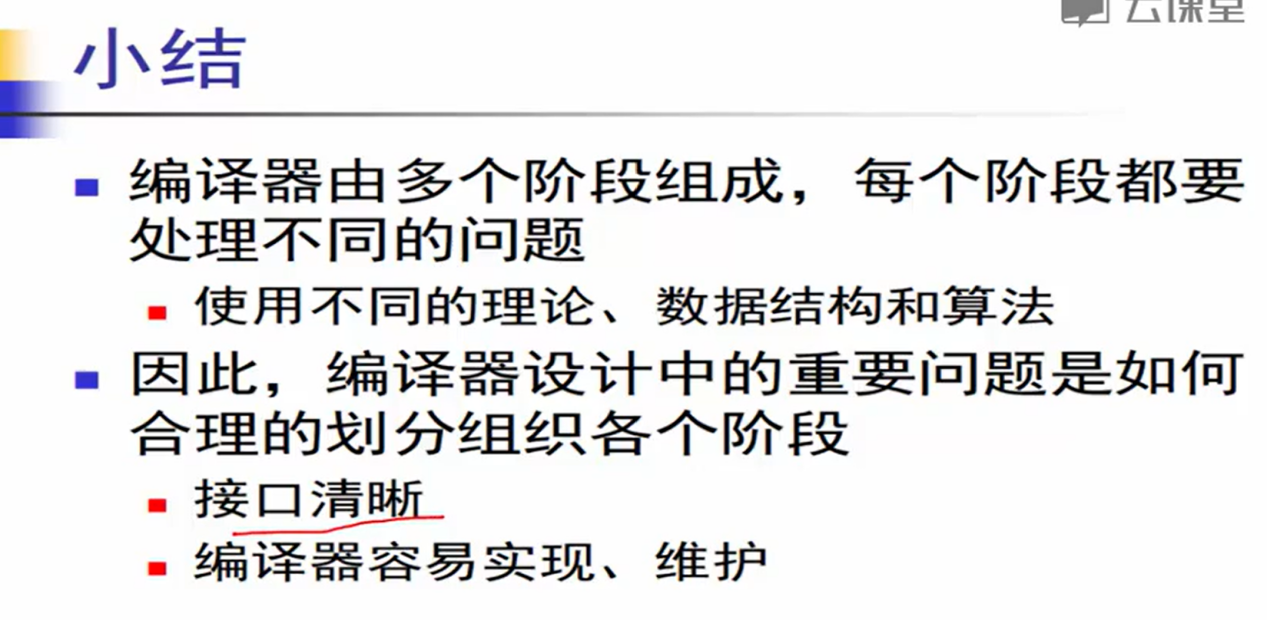 云课堂
小结
编译器由多个阶段组成，每个阶段都要
处理不同的问题
使用不同的理论、数据结构和算法
因此，编译器设计中的重要问题是如何
合理的划分组织各个阶段
接口清晰
编译器容易实现、维护